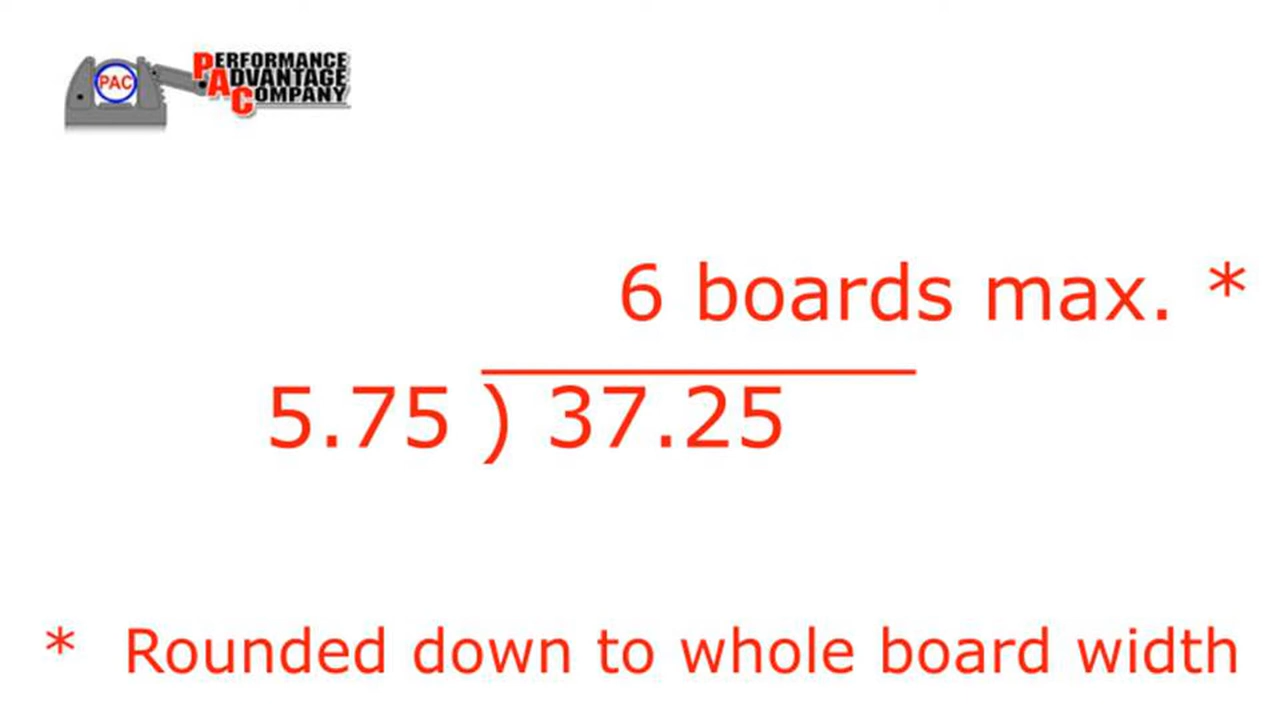 PAC
PERFORMANCE
ADVANTAGE
COMPANY
6 boards max. *
5.75 ) 37.25
* Rounded down to whole board width